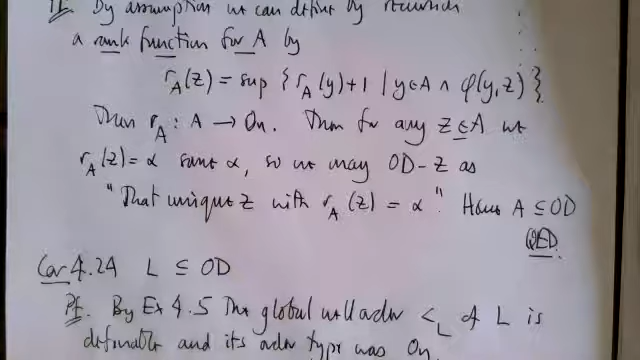 Pf By assumption we can define by recursion
a rank function for A by
r_A(z) = sup { r_A(y)+1 | y∈A ∧ φ(y,z) }.
Then r_A : A → On. Then for any z∈A we
r_A(z) = α some α, so we may OD-z as
"That unique z with r_A(z) = α". Hence A ⊆ OD
QED.
Cor 4.24 L ⊆ OD
Pf. By Ex 4.5 The global wellorder <_L of L is
definable and its order type was On.